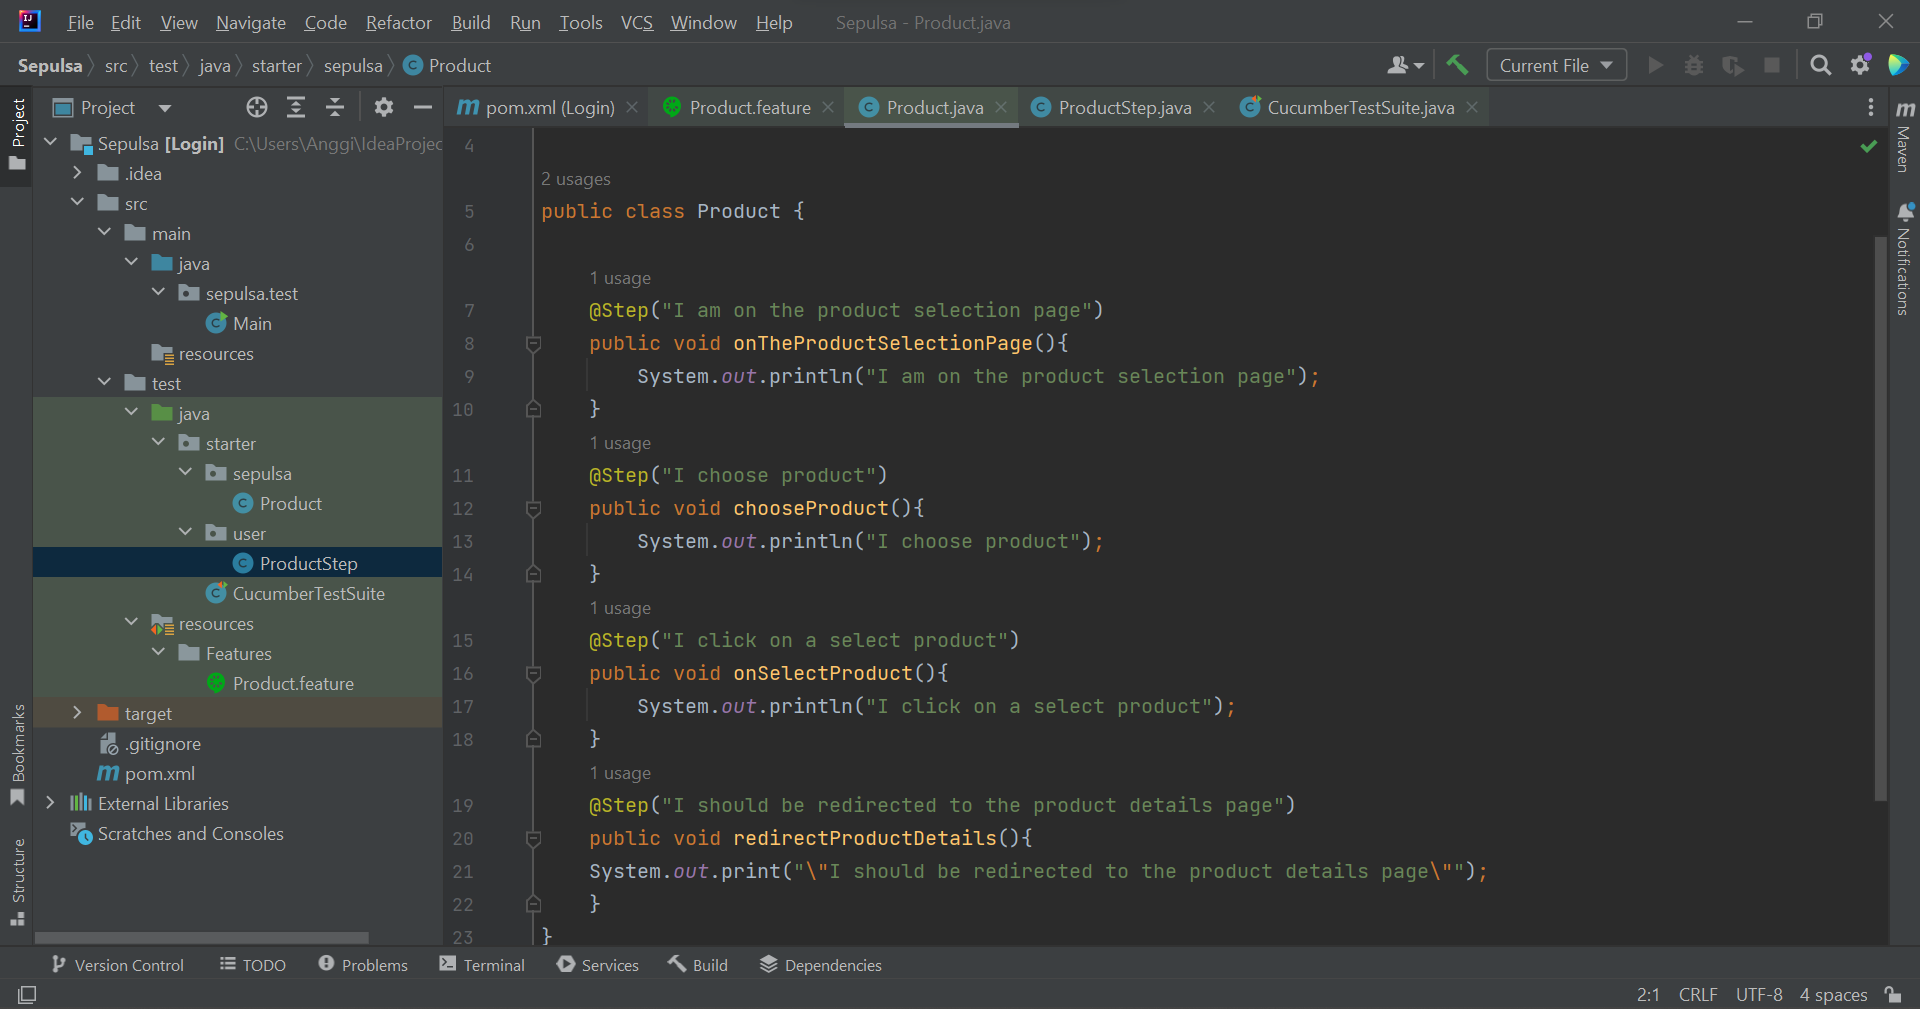 File Edit View Navigate Code Refactor Build Run Tools VCS Window Help Sepulsa - Product.java
Sepulsa src test java starter sepulsa Product Current File
Project
pom.xml (Login) Product.feature Product.java ProductStep.java CucumberTestSuite.java
Project
Sepulsa [Login] C:\Users\Anggi\IdeaProjec
.idea
src
main
java
sepulsa.test
Main
resources
test
java
starter
sepulsa
Product
user
ProductStep
CucumberTestSuite
resources
Features
Product.feature
target
.gitignore
pom.xml
External Libraries
Scratches and Consoles
Bookmarks
Structure
4
2 usages
5 public class Product {
6
1 usage
7 @Step("I am on the product selection page")
8 public void onTheProductSelectionPage(){
9 System.out.println("I am on the product selection page");
10 }
1 usage
11 @Step("I choose product")
12 public void chooseProduct(){
13 System.out.println("I choose product");
14 }
1 usage
15 @Step("I click on a select product")
16 public void onSelectProduct(){
17 System.out.println("I click on a select product");
18 }
1 usage
19 @Step("I should be redirected to the product details page")
20 public void redirectProductDetails(){
21 System.out.print("\"I should be redirected to the product details page\"");
22 }
23 }
Maven
Notifications
Version Control TODO Problems Terminal Services Build Dependencies
2:1 CRLF UTF-8 4 spaces